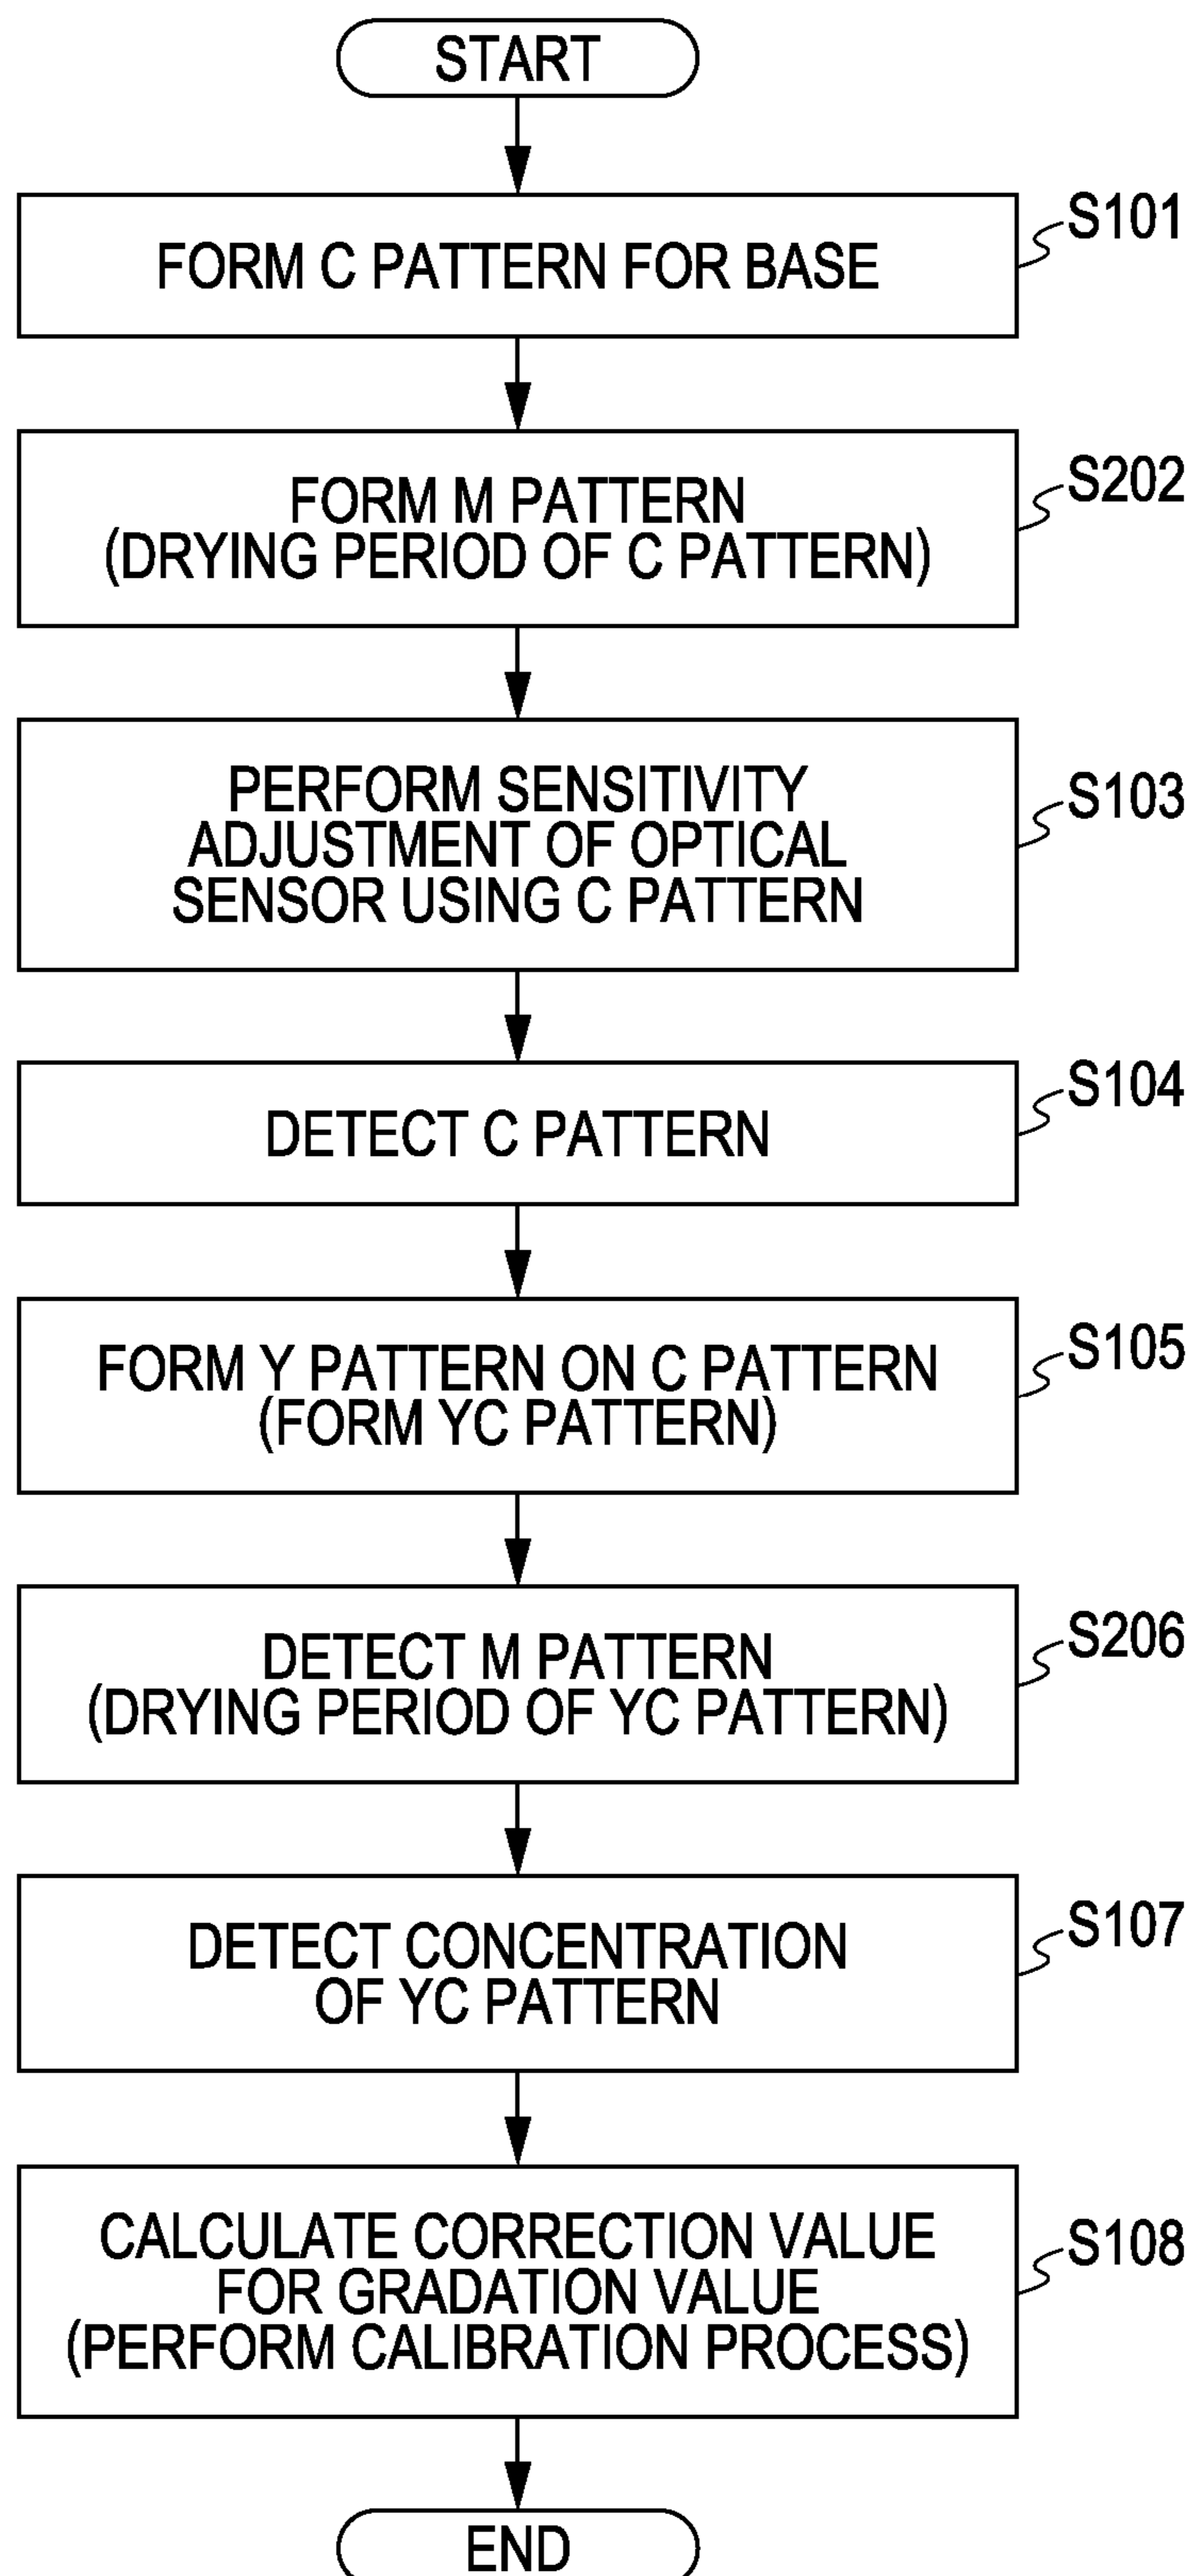 START
FORM C PATTERN FOR BASE
S101
FORM M PATTERN
(DRYING PERIOD OF C PATTERN)
S202
PERFORM SENSITIVITY
ADJUSTMENT OF OPTICAL
SENSOR USING C PATTERN
S103
DETECT C PATTERN
S104
FORM Y PATTERN ON C PATTERN
(FORM YC PATTERN)
S105
DETECT M PATTERN
(DRYING PERIOD OF YC PATTERN)
S206
DETECT CONCENTRATION
OF YC PATTERN
S107
CALCULATE CORRECTION VALUE
FOR GRADATION VALUE
(PERFORM CALIBRATION PROCESS)
S108
END